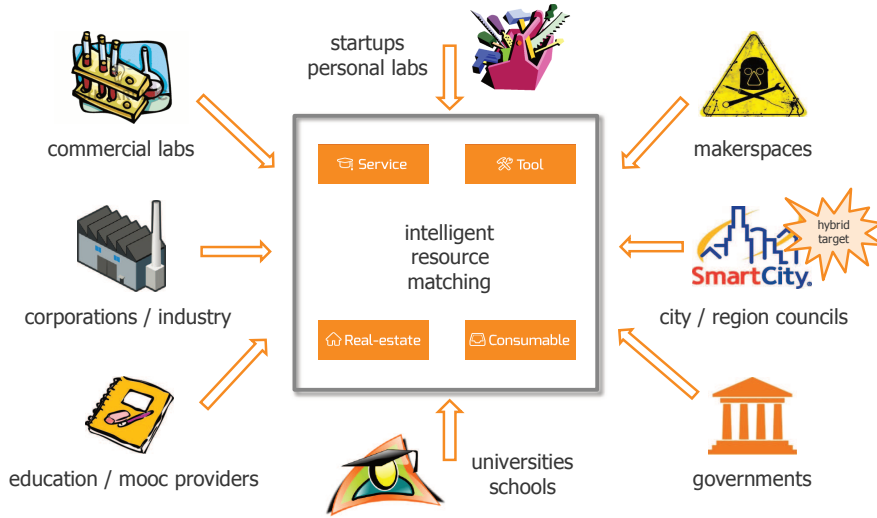 startups
personal labs
commercial labs
makerspaces
Service
Tool
intelligent
resource
matching
hybrid
target
SmartCity®
corporations / industry
city / region councils
Real-estate
Consumable
education / mooc providers
universities
schools
governments